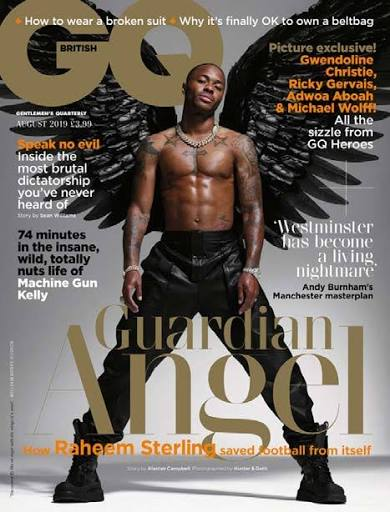 How to wear a broken suit + Why it's finally OK to own a beltbag
GQ
BRITISH
GENTLEMEN'S QUARTERLY
AUGUST 2019 £3.99
Speak no evil
Inside the
most brutal
dictatorship
you've never
heard of
Story by Sean Williams
74 minutes
in the insane,
wild, totally
nuts life of
Machine Gun
Kelly
Picture exclusive!
Gwendoline
Christie,
Ricky Gervais,
Adwoa Aboah
& Michael Wolff!
All the
sizzle from
GQ Heroes
'Westminster
has become
a living
nightmare'
Andy Burnham's
Manchester masterplan
Guardian
Angel
How Raheem Sterling saved football from itself
Story by Alastair Campbell Photographed by